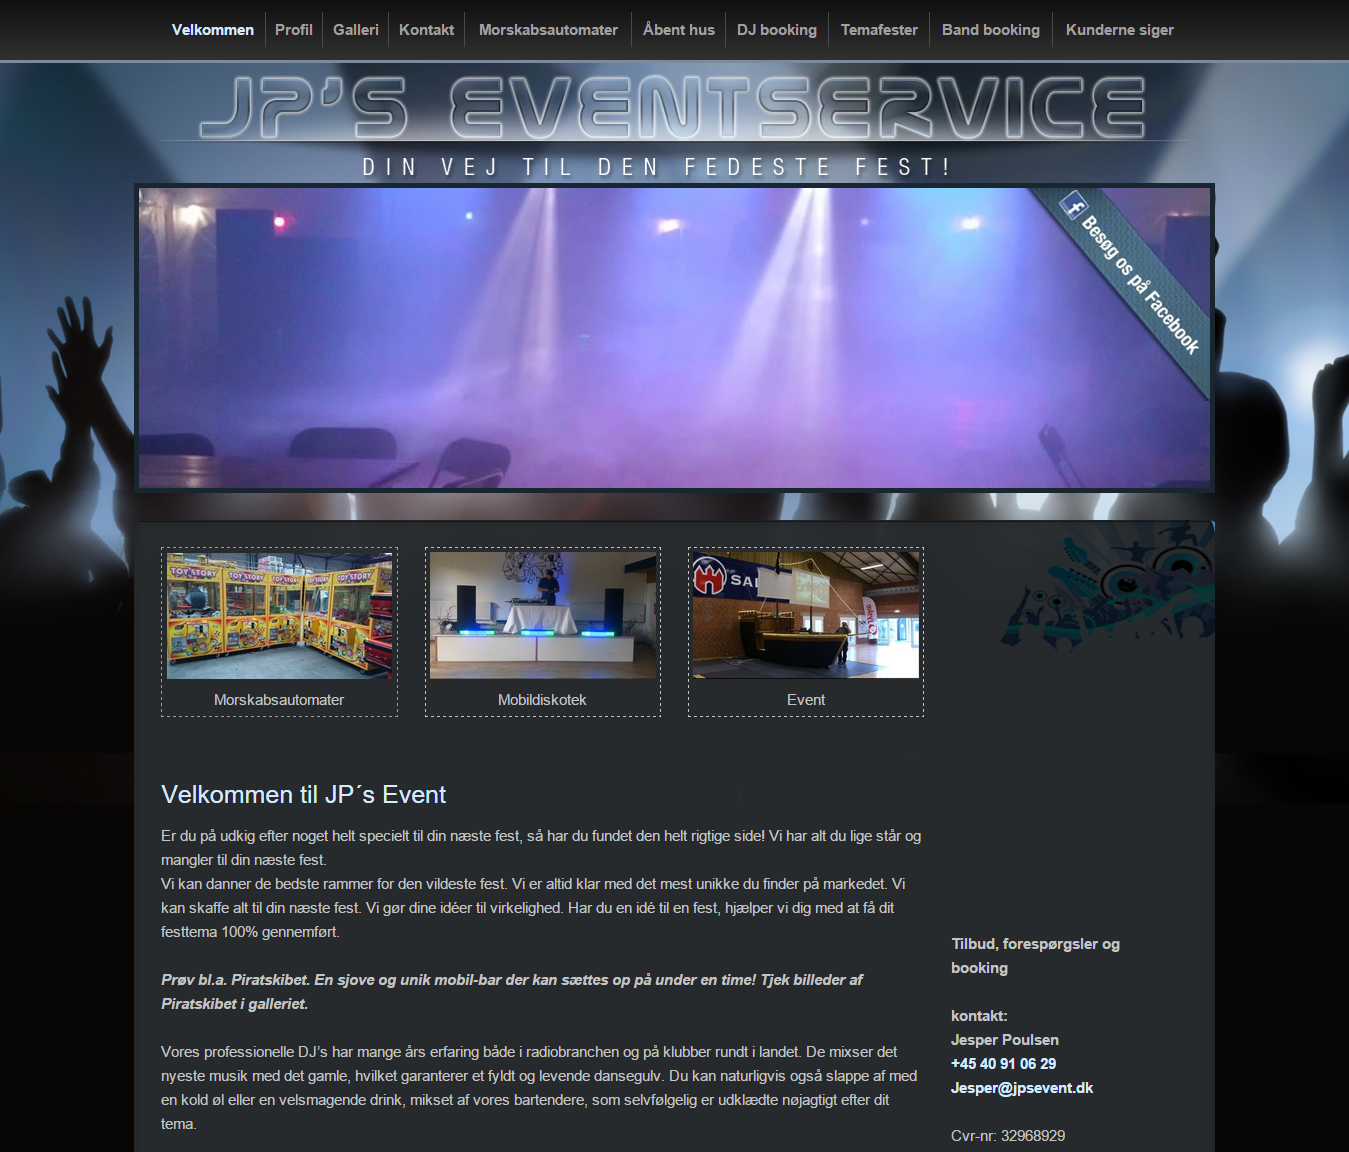 Velkommen Profil Galleri Kontakt Morskabsautomater Åbent hus DJ booking Temafester Band booking Kunderne siger
JP'S EVENTSERVICE
DIN VEJ TIL DEN FEDESTE FEST!
Besøg os på Facebook
TOY STORY TOY STORY TOY STORY TOY STORY TOY STORY
SA
Morskabsautomater
Mobildiskotek
Event
Velkommen til JP´s Event
Er du på udkig efter noget helt specielt til din næste fest, så har du fundet den helt rigtige side! Vi har alt du lige står og
mangler til din næste fest.
Vi kan danner de bedste rammer for den vildeste fest. Vi er altid klar med det mest unikke du finder på markedet. Vi
kan skaffe alt til din næste fest. Vi gør dine idéer til virkelighed. Har du en idé til en fest, hjælper vi dig med at få dit
festtema 100% gennemført.
Prøv bl.a. Piratskibet. En sjove og unik mobil-bar der kan sættes op på under en time! Tjek billeder af
Piratskibet i galleriet.
Vores professionelle DJ's har mange års erfaring både i radiobranchen og på klubber rundt i landet. De mixser det
nyeste musik med det gamle, hvilket garanterer et fyldt og levende dansegulv. Du kan naturligvis også slappe af med
en kold øl eller en velsmagende drink, mikset af vores bartendere, som selvfølgelig er udklædte nøjagtigt efter dit
tema.
Tilbud, forespørgsler og
booking
kontakt:
Jesper Poulsen
+45 40 91 06 29
Jesper@jpsevent.dk
Cvr-nr: 32968929